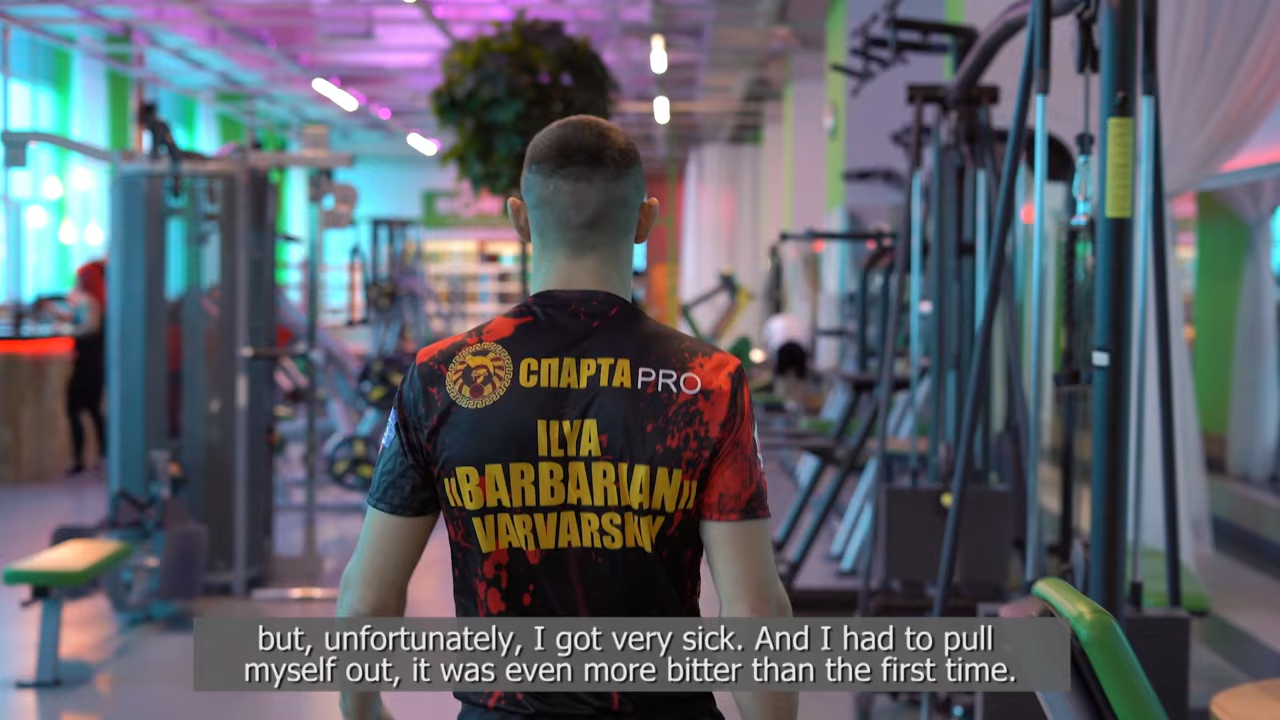 СПАРТА PRO
ILYA
"BARBARIAN"
VARVARSKIY
but, unfortunately, I got very sick. And I had to pull
myself out, it was even more bitter than the first time.